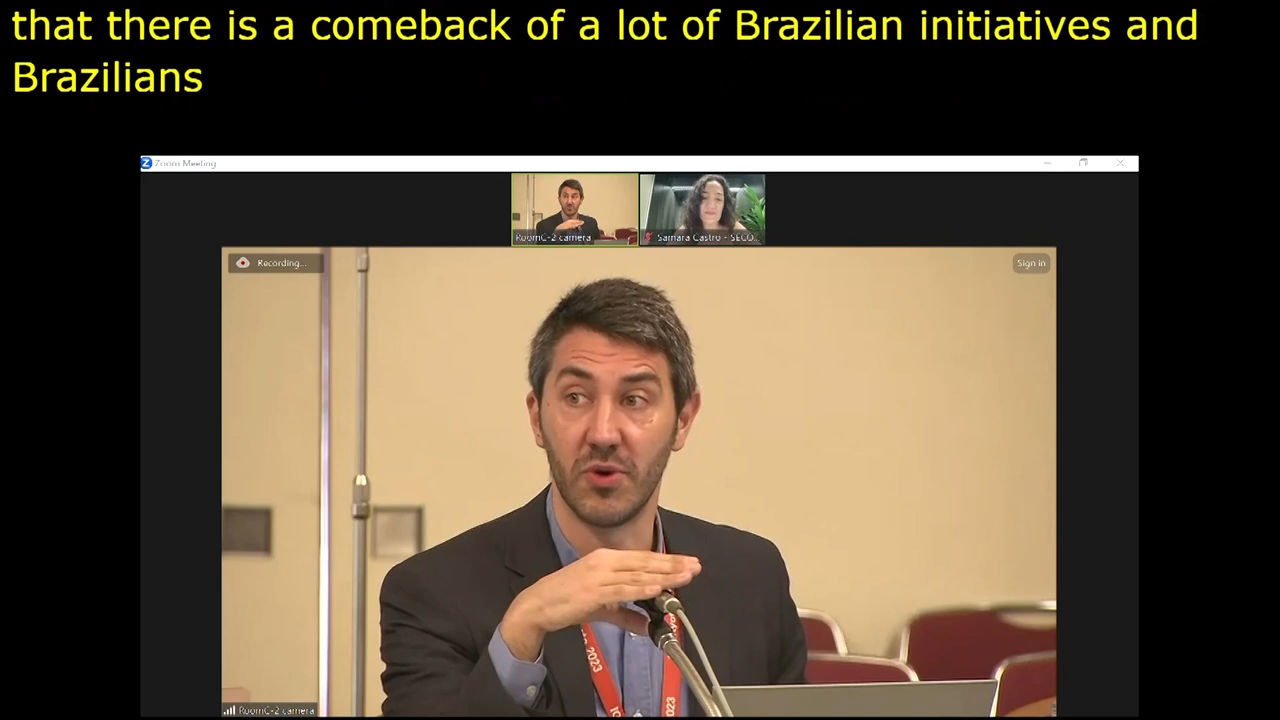 that there is a comeback of a lot of Brazilian initiatives and
Brazilians
Zoom Meeting
RoomC-2 camera
Samara Castro - SECO...
Recording...
Sign in
2023
2023
RoomC-2 camera